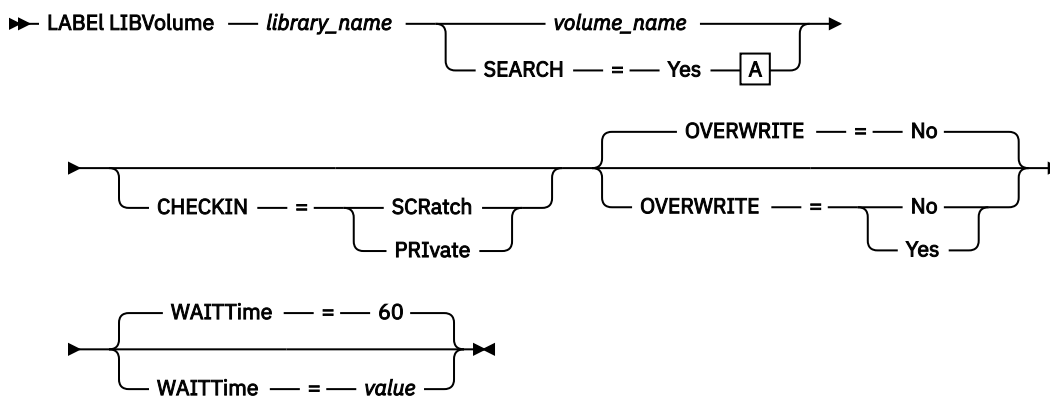 LABEl LIBVolume library_name volume_name
SEARCH = Yes A
OVERWRITE = No
CHECKIN = SCRatch
PRIvate
OVERWRITE = No
Yes
WAITTime = 60
WAITTime = value